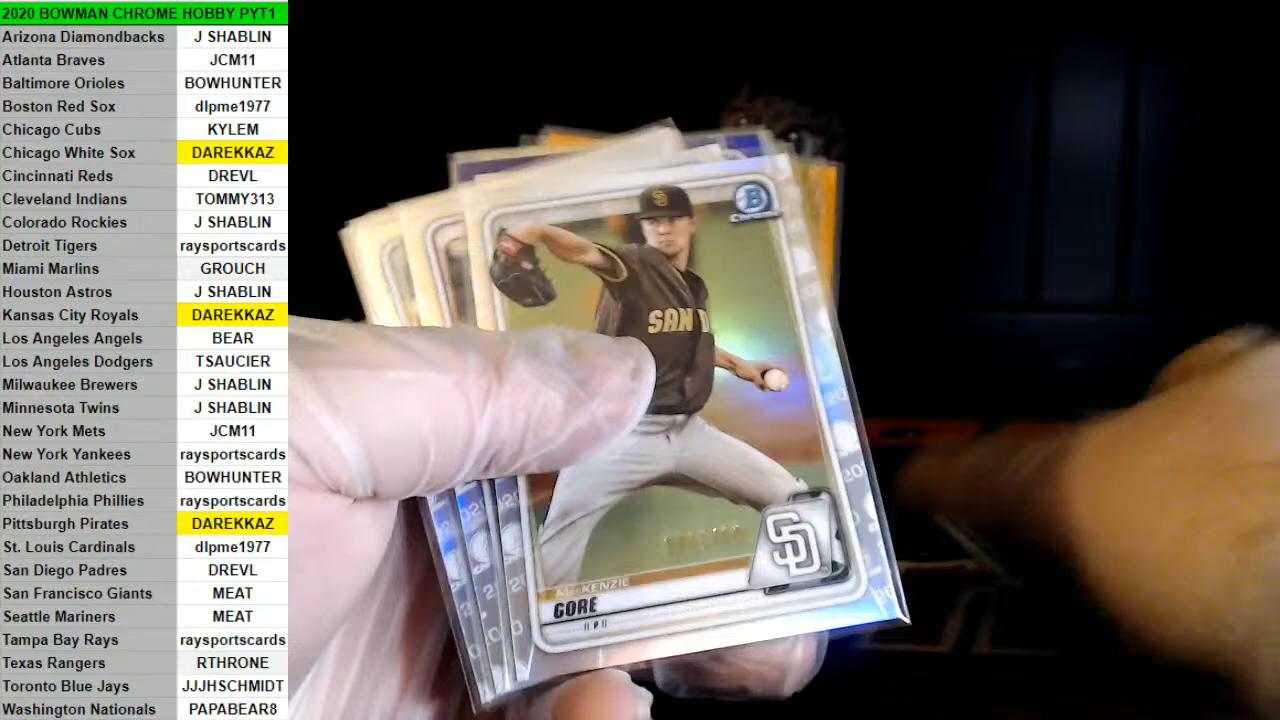 2020 BOWMAN CHROME HOBBY PYT1
Arizona Diamondbacks J SHABLIN
Atlanta Braves JCM11
Baltimore Orioles BOWHUNTER
Boston Red Sox dlpme1977
Chicago Cubs KYLEM
Chicago White Sox DAREKKAZ
Cincinnati Reds DREVL
Cleveland Indians TOMMY313
Colorado Rockies J SHABLIN
Detroit Tigers raysportscards
Miami Marlins GROUCH
Houston Astros J SHABLIN
Kansas City Royals DAREKKAZ
Los Angeles Angels BEAR
Los Angeles Dodgers TSAUCIER
Milwaukee Brewers J SHABLIN
Minnesota Twins J SHABLIN
New York Mets JCM11
New York Yankees raysportscards
Oakland Athletics BOWHUNTER
Philadelphia Phillies raysportscards
Pittsburgh Pirates DAREKKAZ
St. Louis Cardinals dlpme1977
San Diego Padres DREVL
San Francisco Giants MEAT
Seattle Mariners MEAT
Tampa Bay Rays raysportscards
Texas Rangers RTHRONE
Toronto Blue Jays JJJHSCHMIDT
Washington Nationals PAPABEAR8
B
CHROME
SD
SAN D
SD
MacKENZIE
GORE